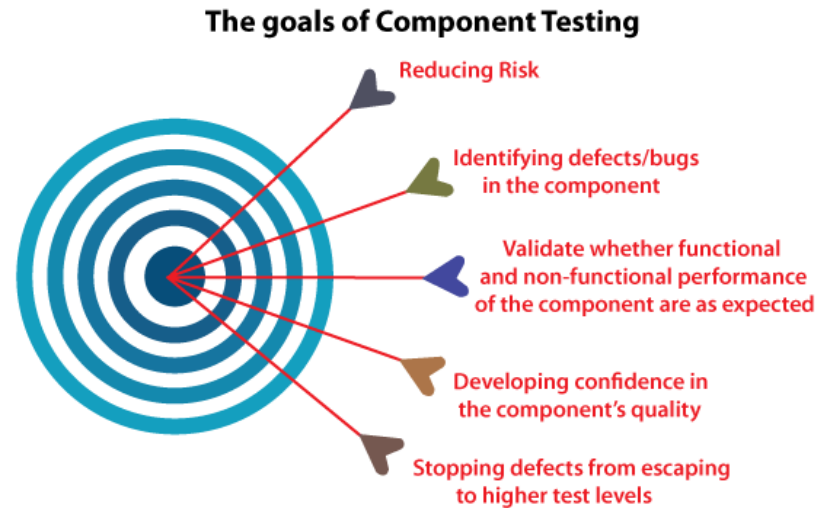 The goals of Component Testing
Reducing Risk
Identifying defects/bugs
in the component
Validate whether functional
and non-functional performance
of the component are as expected
Developing confidence in
the component's quality
Stopping defects from escaping
to higher test levels